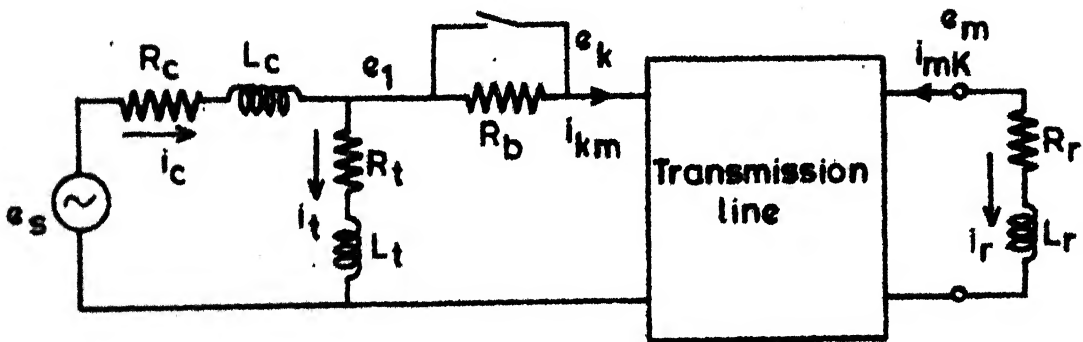 R_c L_c e_1 e_k e_m
i_mK
i_c R_t R_b i_km R_r
Transmission
line
e_s i_t L_t i_r L_r